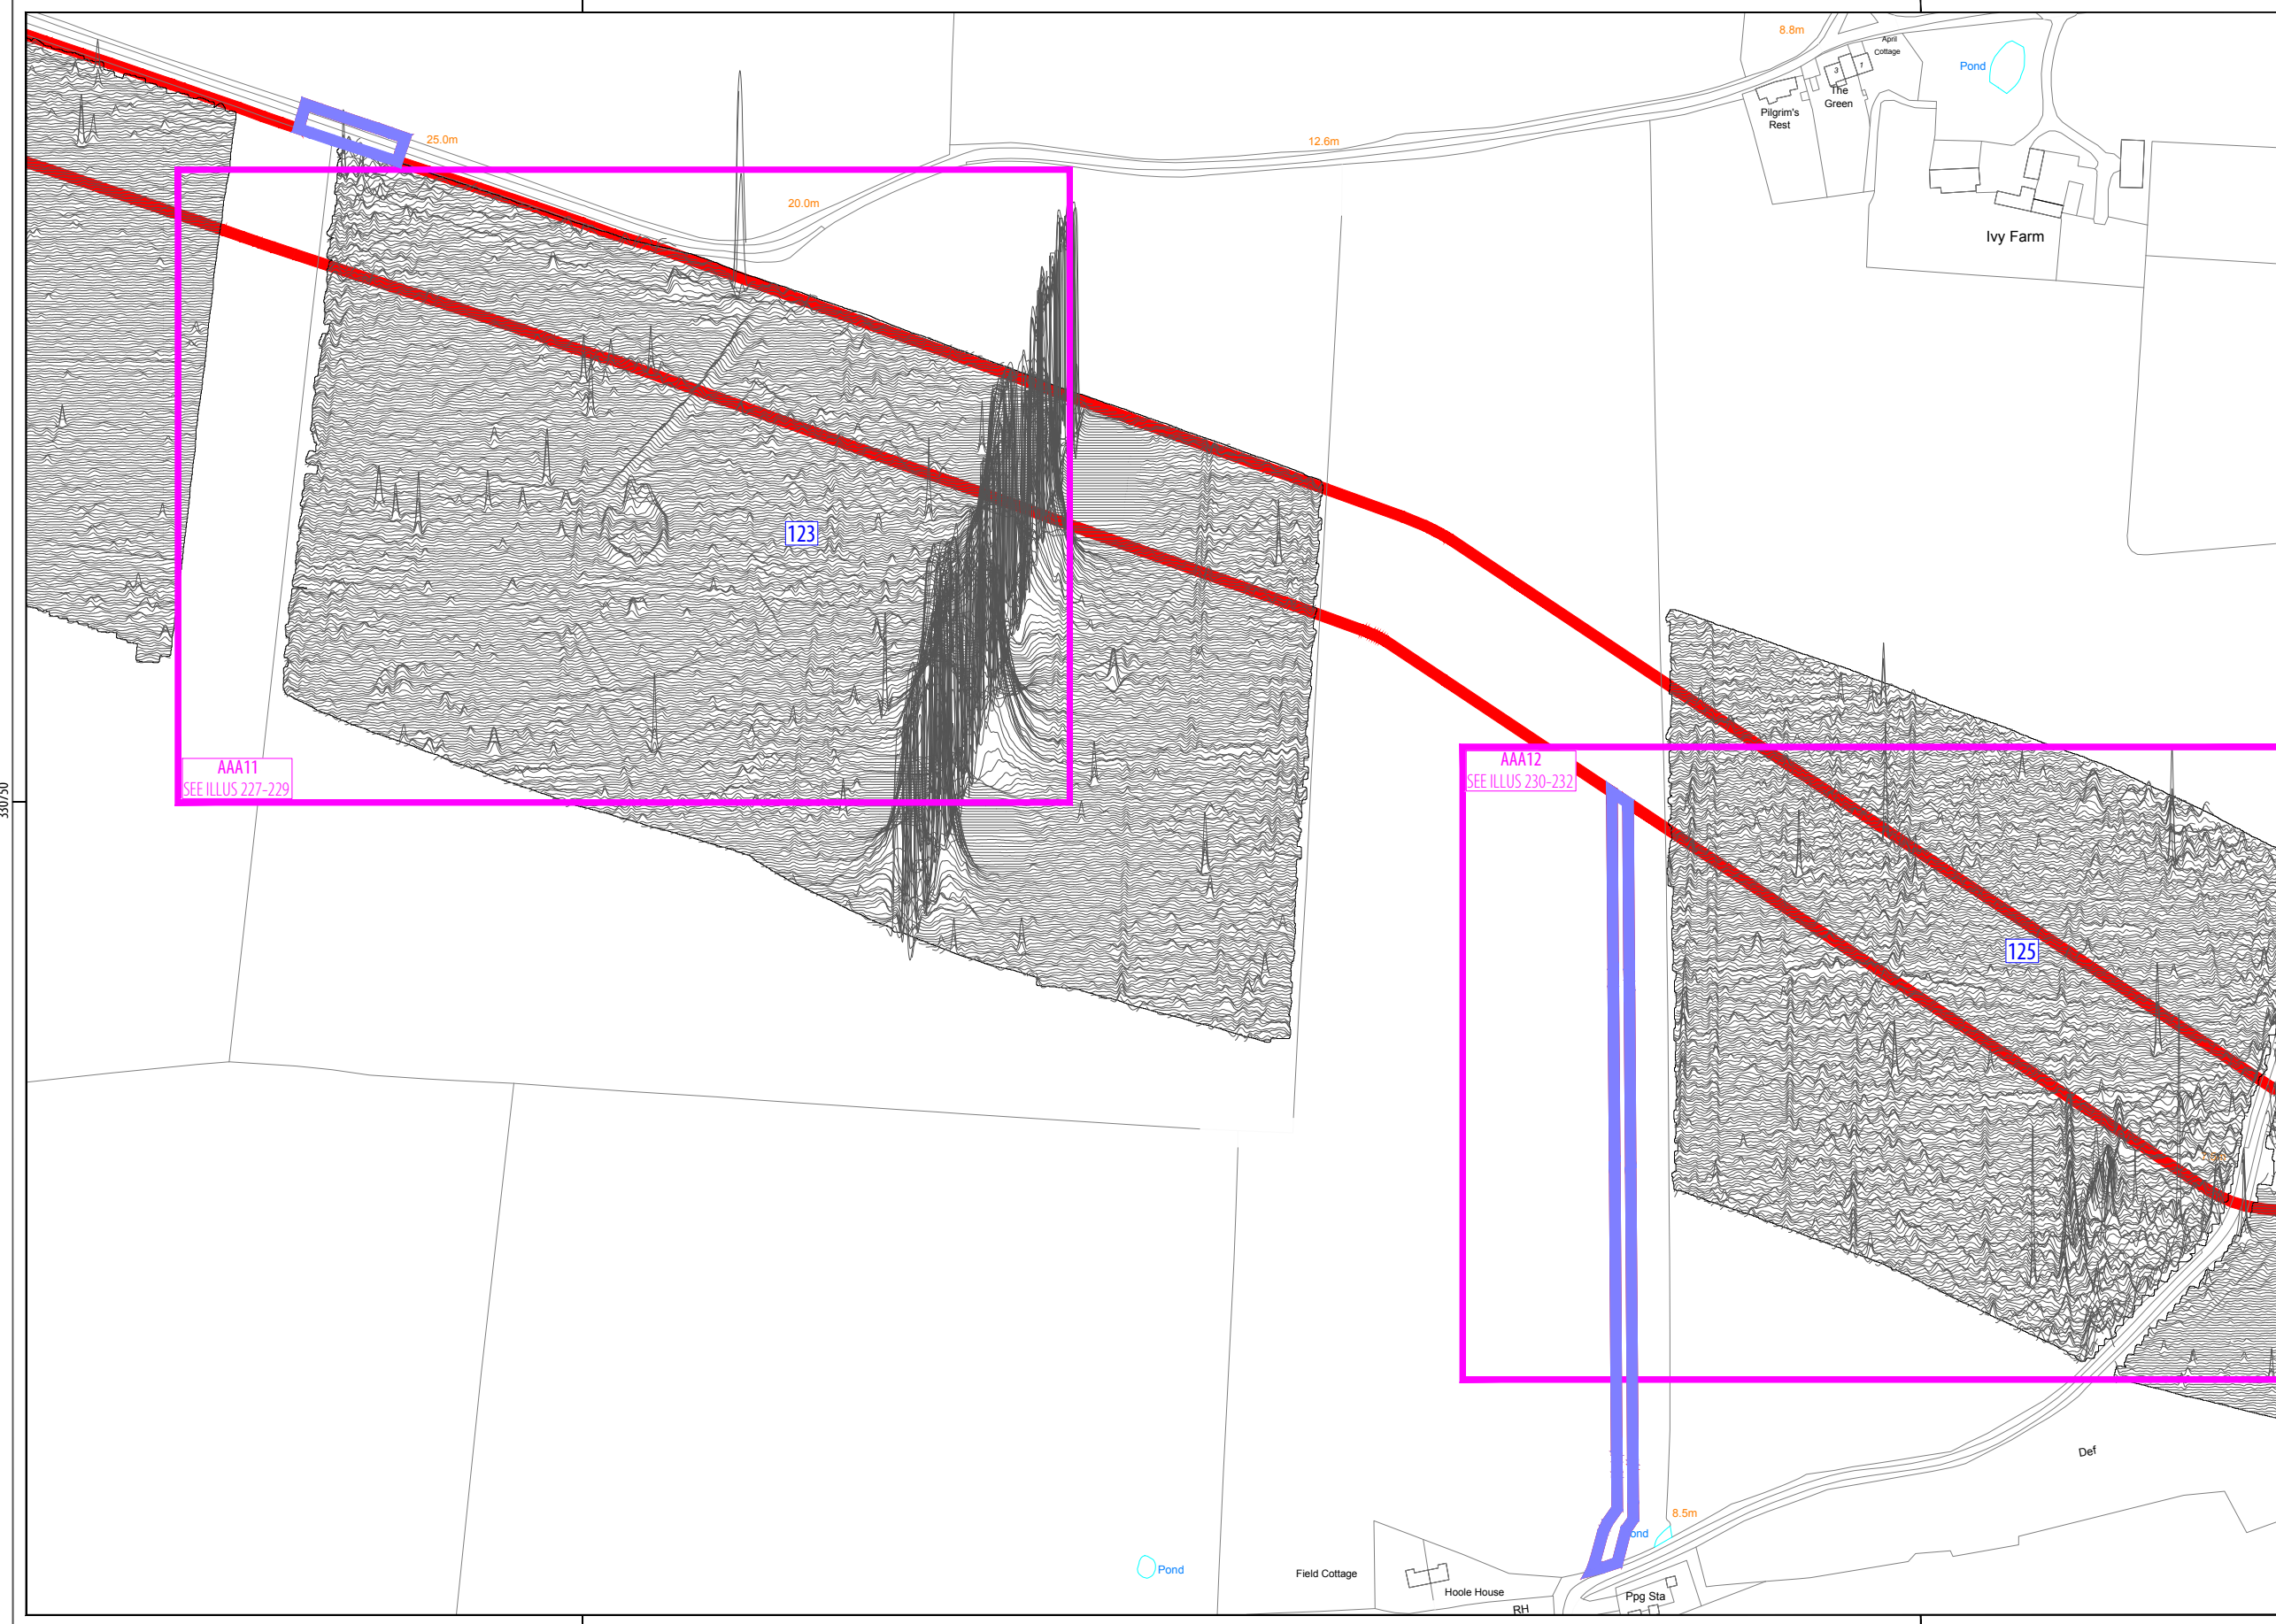 8.8m
April
Cottage
Pond
3
1
The
Green
Pilgrim's
Rest
25.0m
12.6m
20.0m
Ivy Farm
123
AAA11
SEE ILLUS 227-229
AAA12
SEE ILLUS 230-232
125
Def
8.5m
ond
Pond
Field Cottage
Hoole House
Ppg Sta
RH